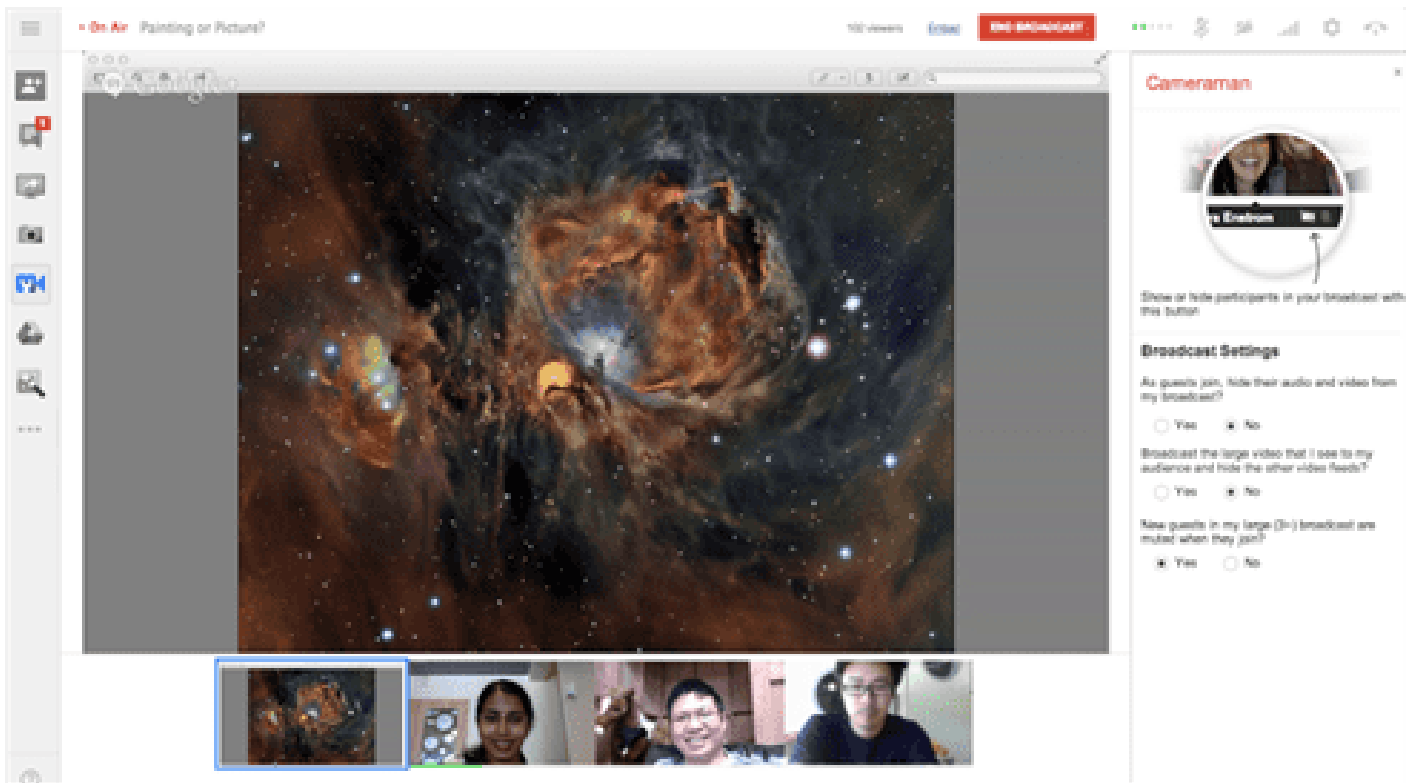 On Air Painting or Picture?
100 viewers Embed END BROADCAST
Cameraman
Enstrom
Show or hide participants in your broadcast with
this button
Broadcast Settings
As guests join, hide their audio and video from
my broadcast?
Yes No
Broadcast the large video that I see to my
audience and hide the other video feeds?
Yes No
New guests in my large (3+) broadcast are
muted when they join?
Yes No